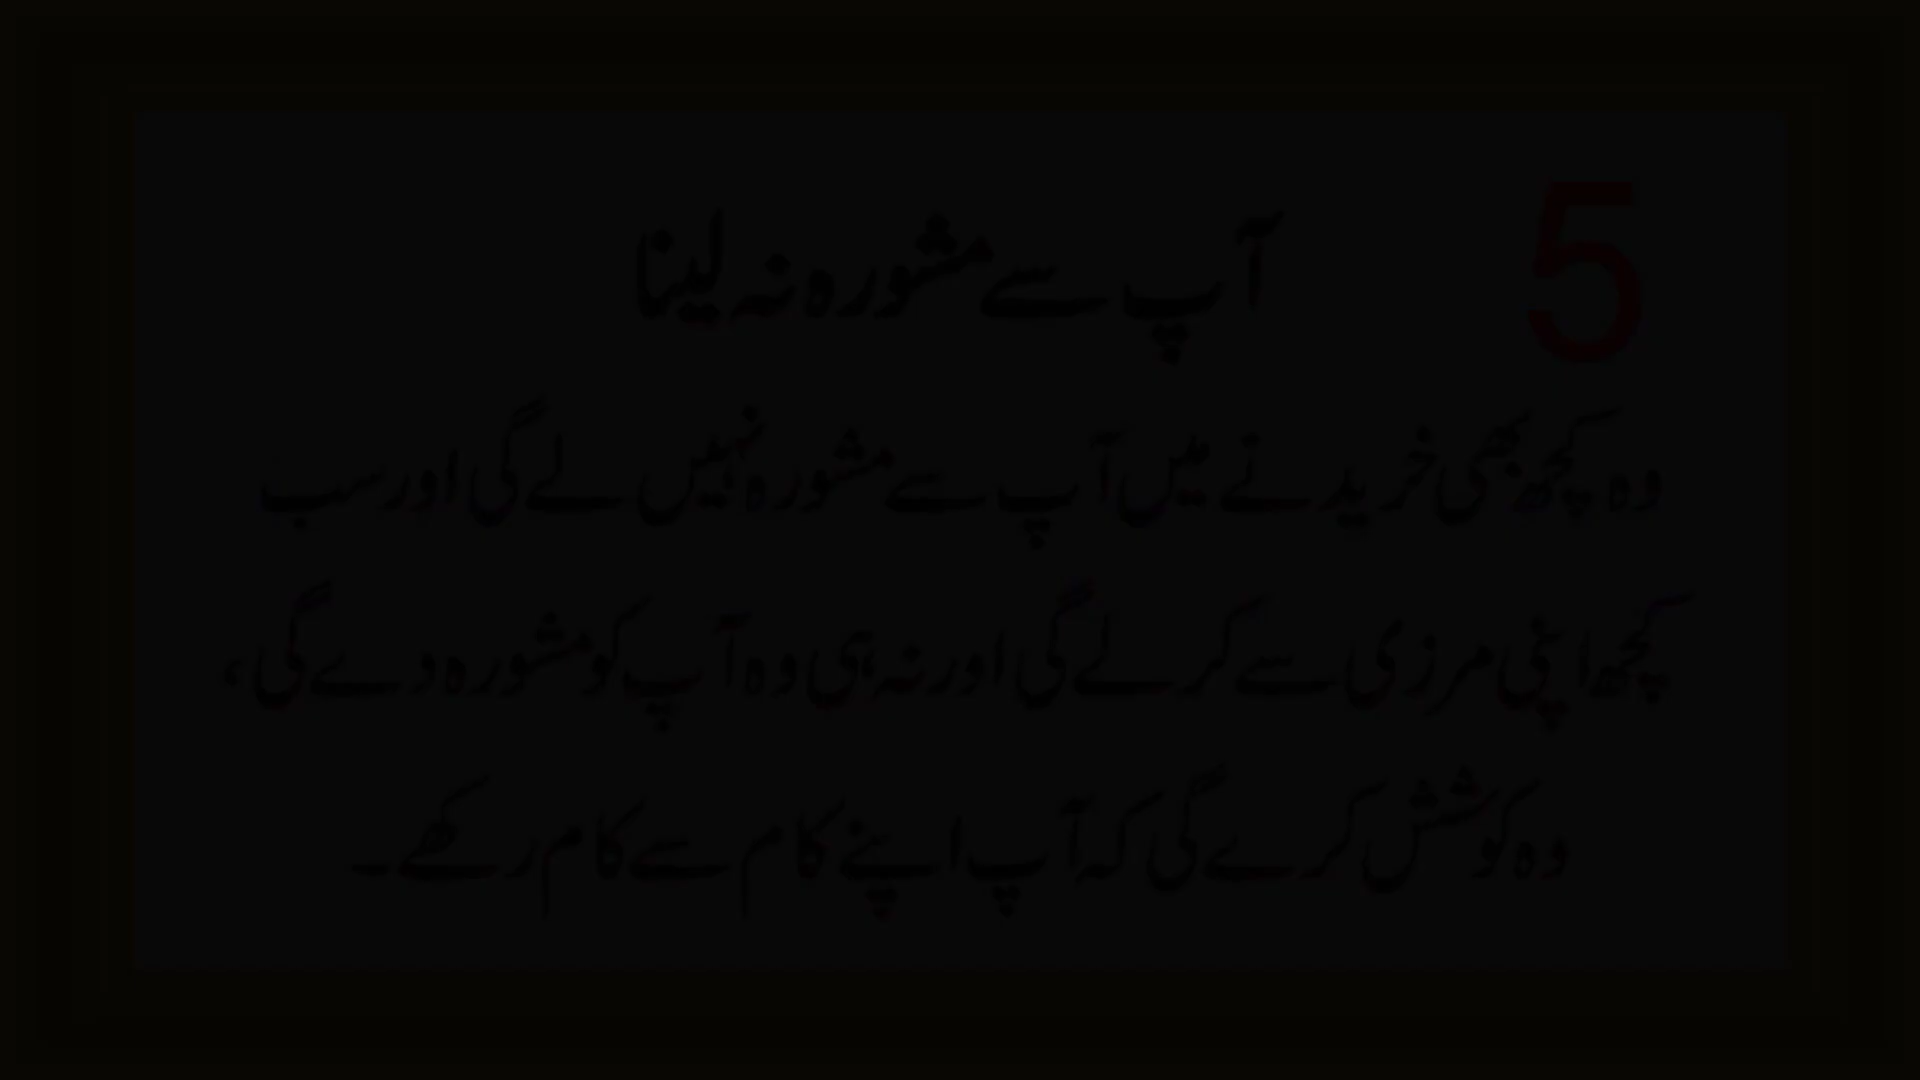 5
آپ سے مشورہ نہ لینا
وہ کچھ بھی خریدنے میں آپ سے مشورہ نہیں لے گی اور سب
کچھ اپنی مرزی سے کرلے گی اور نہ ہی وہ آپ کو مشورہ دے گی،
وہ کوشش کرے گی کہ آپ اپنے کام سے کام رکھے۔